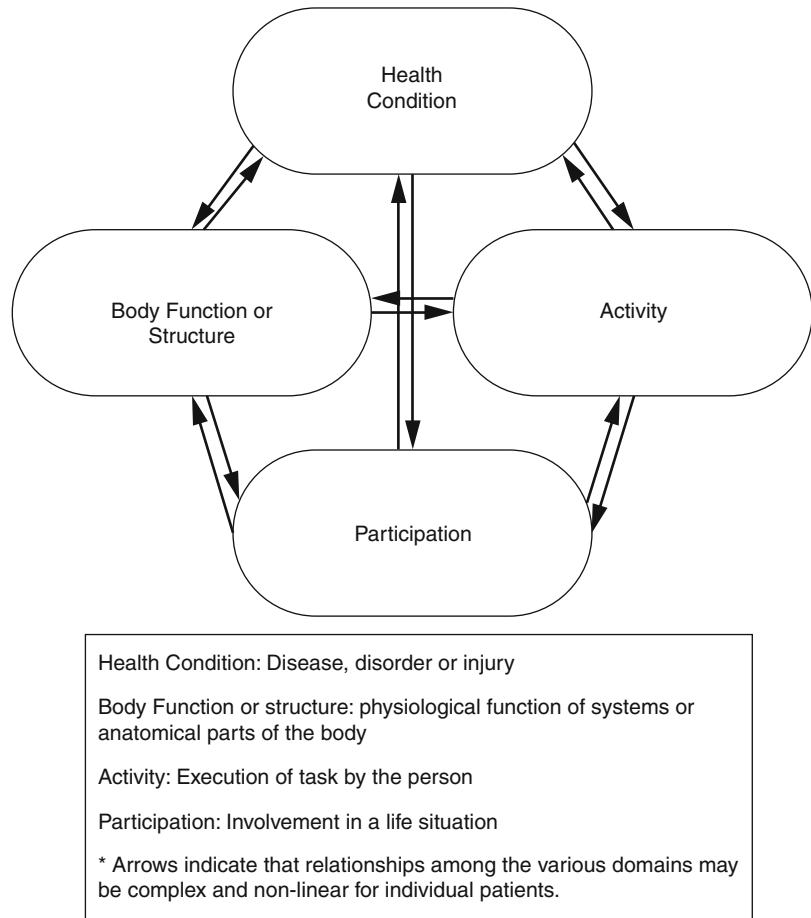 Health
Condition
Body Function or
Structure
Activity
Participation
Health Condition: Disease, disorder or injury
Body Function or structure: physiological function of systems or
anatomical parts of the body
Activity: Execution of task by the person
Participation: Involvement in a life situation
* Arrows indicate that relationships among the various domains may
be complex and non-linear for individual patients.